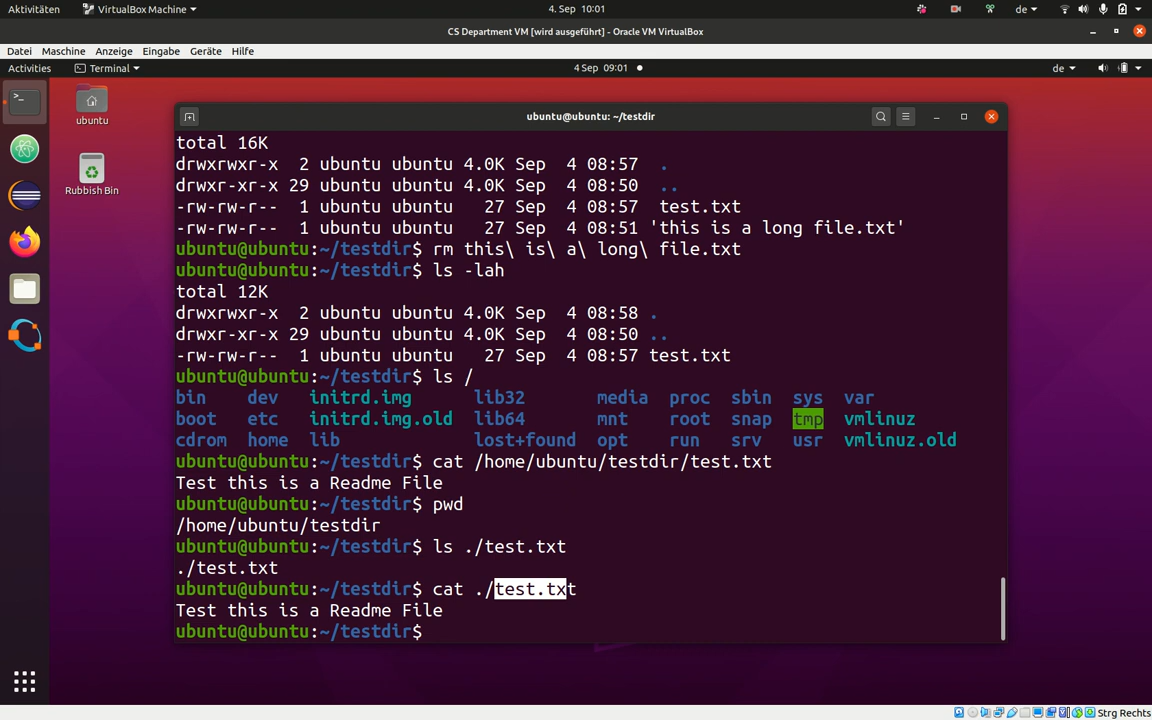 Aktivitäten VirtualBox Machine 4. Sep 10:01 de
CS Department VM [wird ausgeführt] - Oracle VM VirtualBox
Datei Maschine Anzeige Eingabe Geräte Hilfe
Activities Terminal 4 Sep 09:01 de
ubuntu
Rubbish Bin
ubuntu@ubuntu: ~/testdir
total 16K
drwxrwxr-x 2 ubuntu ubuntu 4.0K Sep 4 08:57 .
drwxr-xr-x 29 ubuntu ubuntu 4.0K Sep 4 08:50 ..
-rw-rw-r-- 1 ubuntu ubuntu 27 Sep 4 08:57 test.txt
-rw-rw-r-- 1 ubuntu ubuntu 27 Sep 4 08:51 'this is a long file.txt'
ubuntu@ubuntu:~/testdir$ rm this\ is\ a\ long\ file.txt
ubuntu@ubuntu:~/testdir$ ls -lah
total 12K
drwxrwxr-x 2 ubuntu ubuntu 4.0K Sep 4 08:58 .
drwxr-xr-x 29 ubuntu ubuntu 4.0K Sep 4 08:50 ..
-rw-rw-r-- 1 ubuntu ubuntu 27 Sep 4 08:57 test.txt
ubuntu@ubuntu:~/testdir$ ls /
bin dev initrd.img lib32 media proc sbin sys var
boot etc initrd.img.old lib64 mnt root snap tmp vmlinuz
cdrom home lib lost+found opt run srv usr vmlinuz.old
ubuntu@ubuntu:~/testdir$ cat /home/ubuntu/testdir/test.txt
Test this is a Readme File
ubuntu@ubuntu:~/testdir$ pwd
/home/ubuntu/testdir
ubuntu@ubuntu:~/testdir$ ls ./test.txt
./test.txt
ubuntu@ubuntu:~/testdir$ cat ./test.txt
Test this is a Readme File
ubuntu@ubuntu:~/testdir$
Strg Rechts